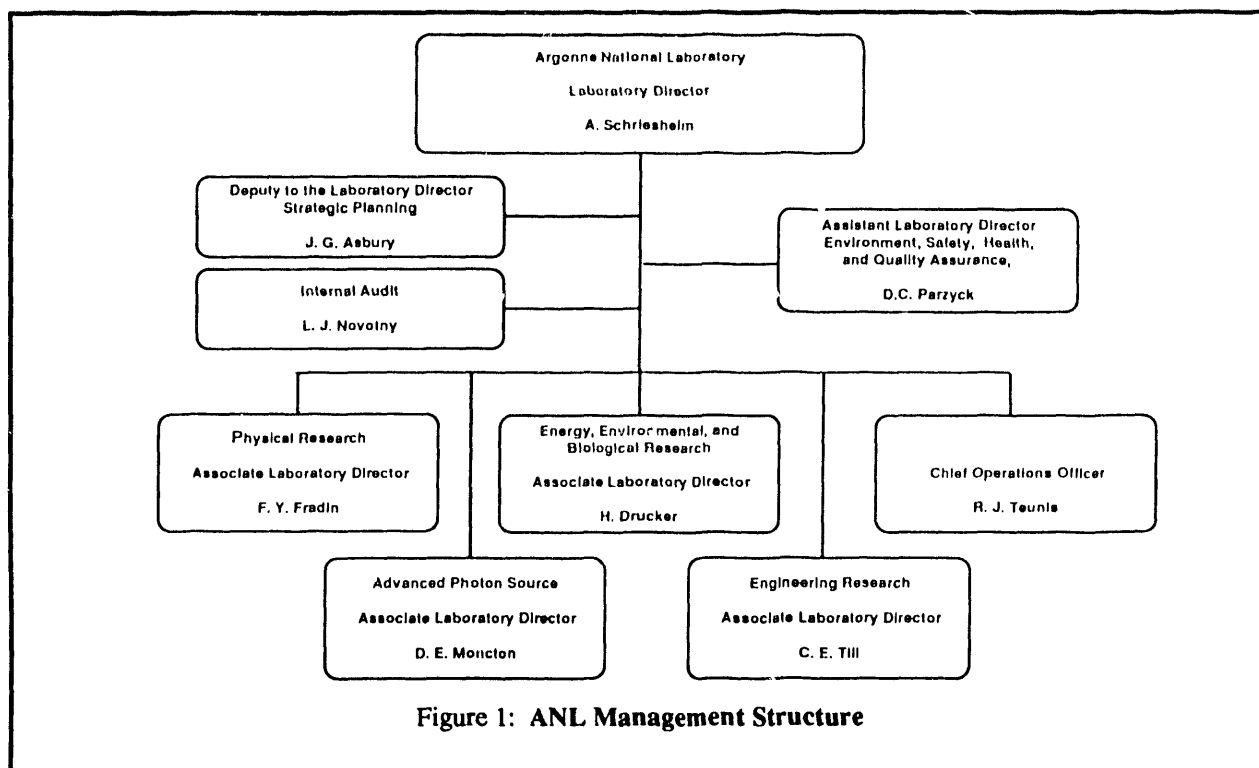 Argonne National Laboratory
Laboratory Director
A. Schriesheim
Deputy to the Laboratory Director
Strategic Planning
J. G. Asbury
Assistant Laboratory Director
Environment, Safety, Health,
and Quality Assurance,
D.C. Parzyck
Internal Audit
L. J. Novotny
Physical Research
Associate Laboratory Director
F. Y. Fradin
Energy, Environmental, and
Biological Research
Associate Laboratory Director
H. Drucker
Chief Operations Officer
R. J. Teunis
Advanced Photon Source
Associate Laboratory Director
D. E. Moncton
Engineering Research
Associate Laboratory Director
C. E. Till
Figure 1: ANL Management Structure